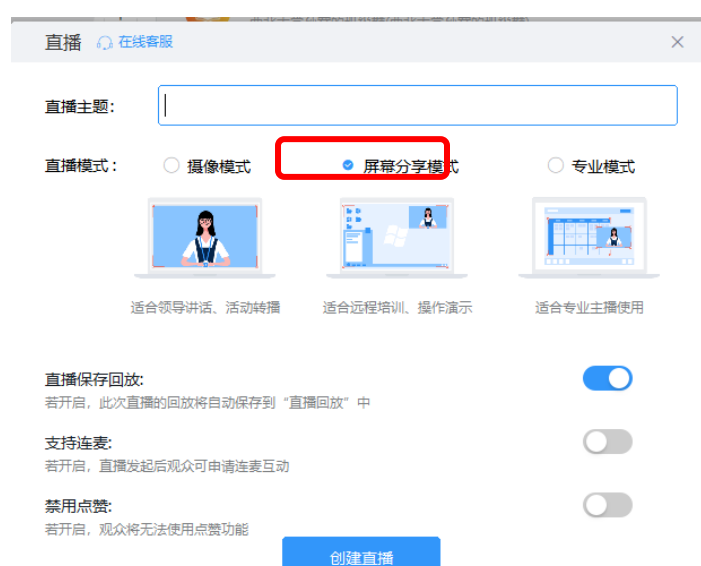 直播 在线客服
直播主题：
直播模式： 摄像模式 屏幕分享模式 专业模式
适合领导讲话、活动转播 适合远程培训、操作演示 适合专业主播使用
直播保存回放:
若开启，此次直播的回放将自动保存到“直播回放”中
支持连麦:
若开启，直播发起后观众可申请连麦互动
禁用点赞:
若开启，观众将无法使用点赞功能
创建直播